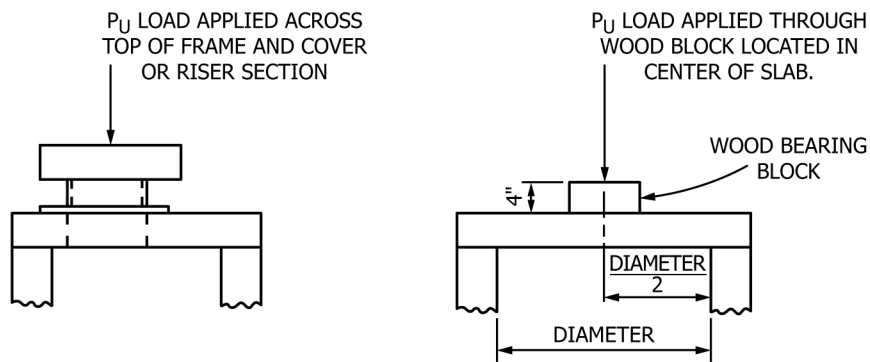 PU LOAD APPLIED ACROSS
TOP OF FRAME AND COVER
OR RISER SECTION
PU LOAD APPLIED THROUGH
WOOD BLOCK LOCATED IN
CENTER OF SLAB.
WOOD BEARING
BLOCK
4"
DIAMETER
2
DIAMETER